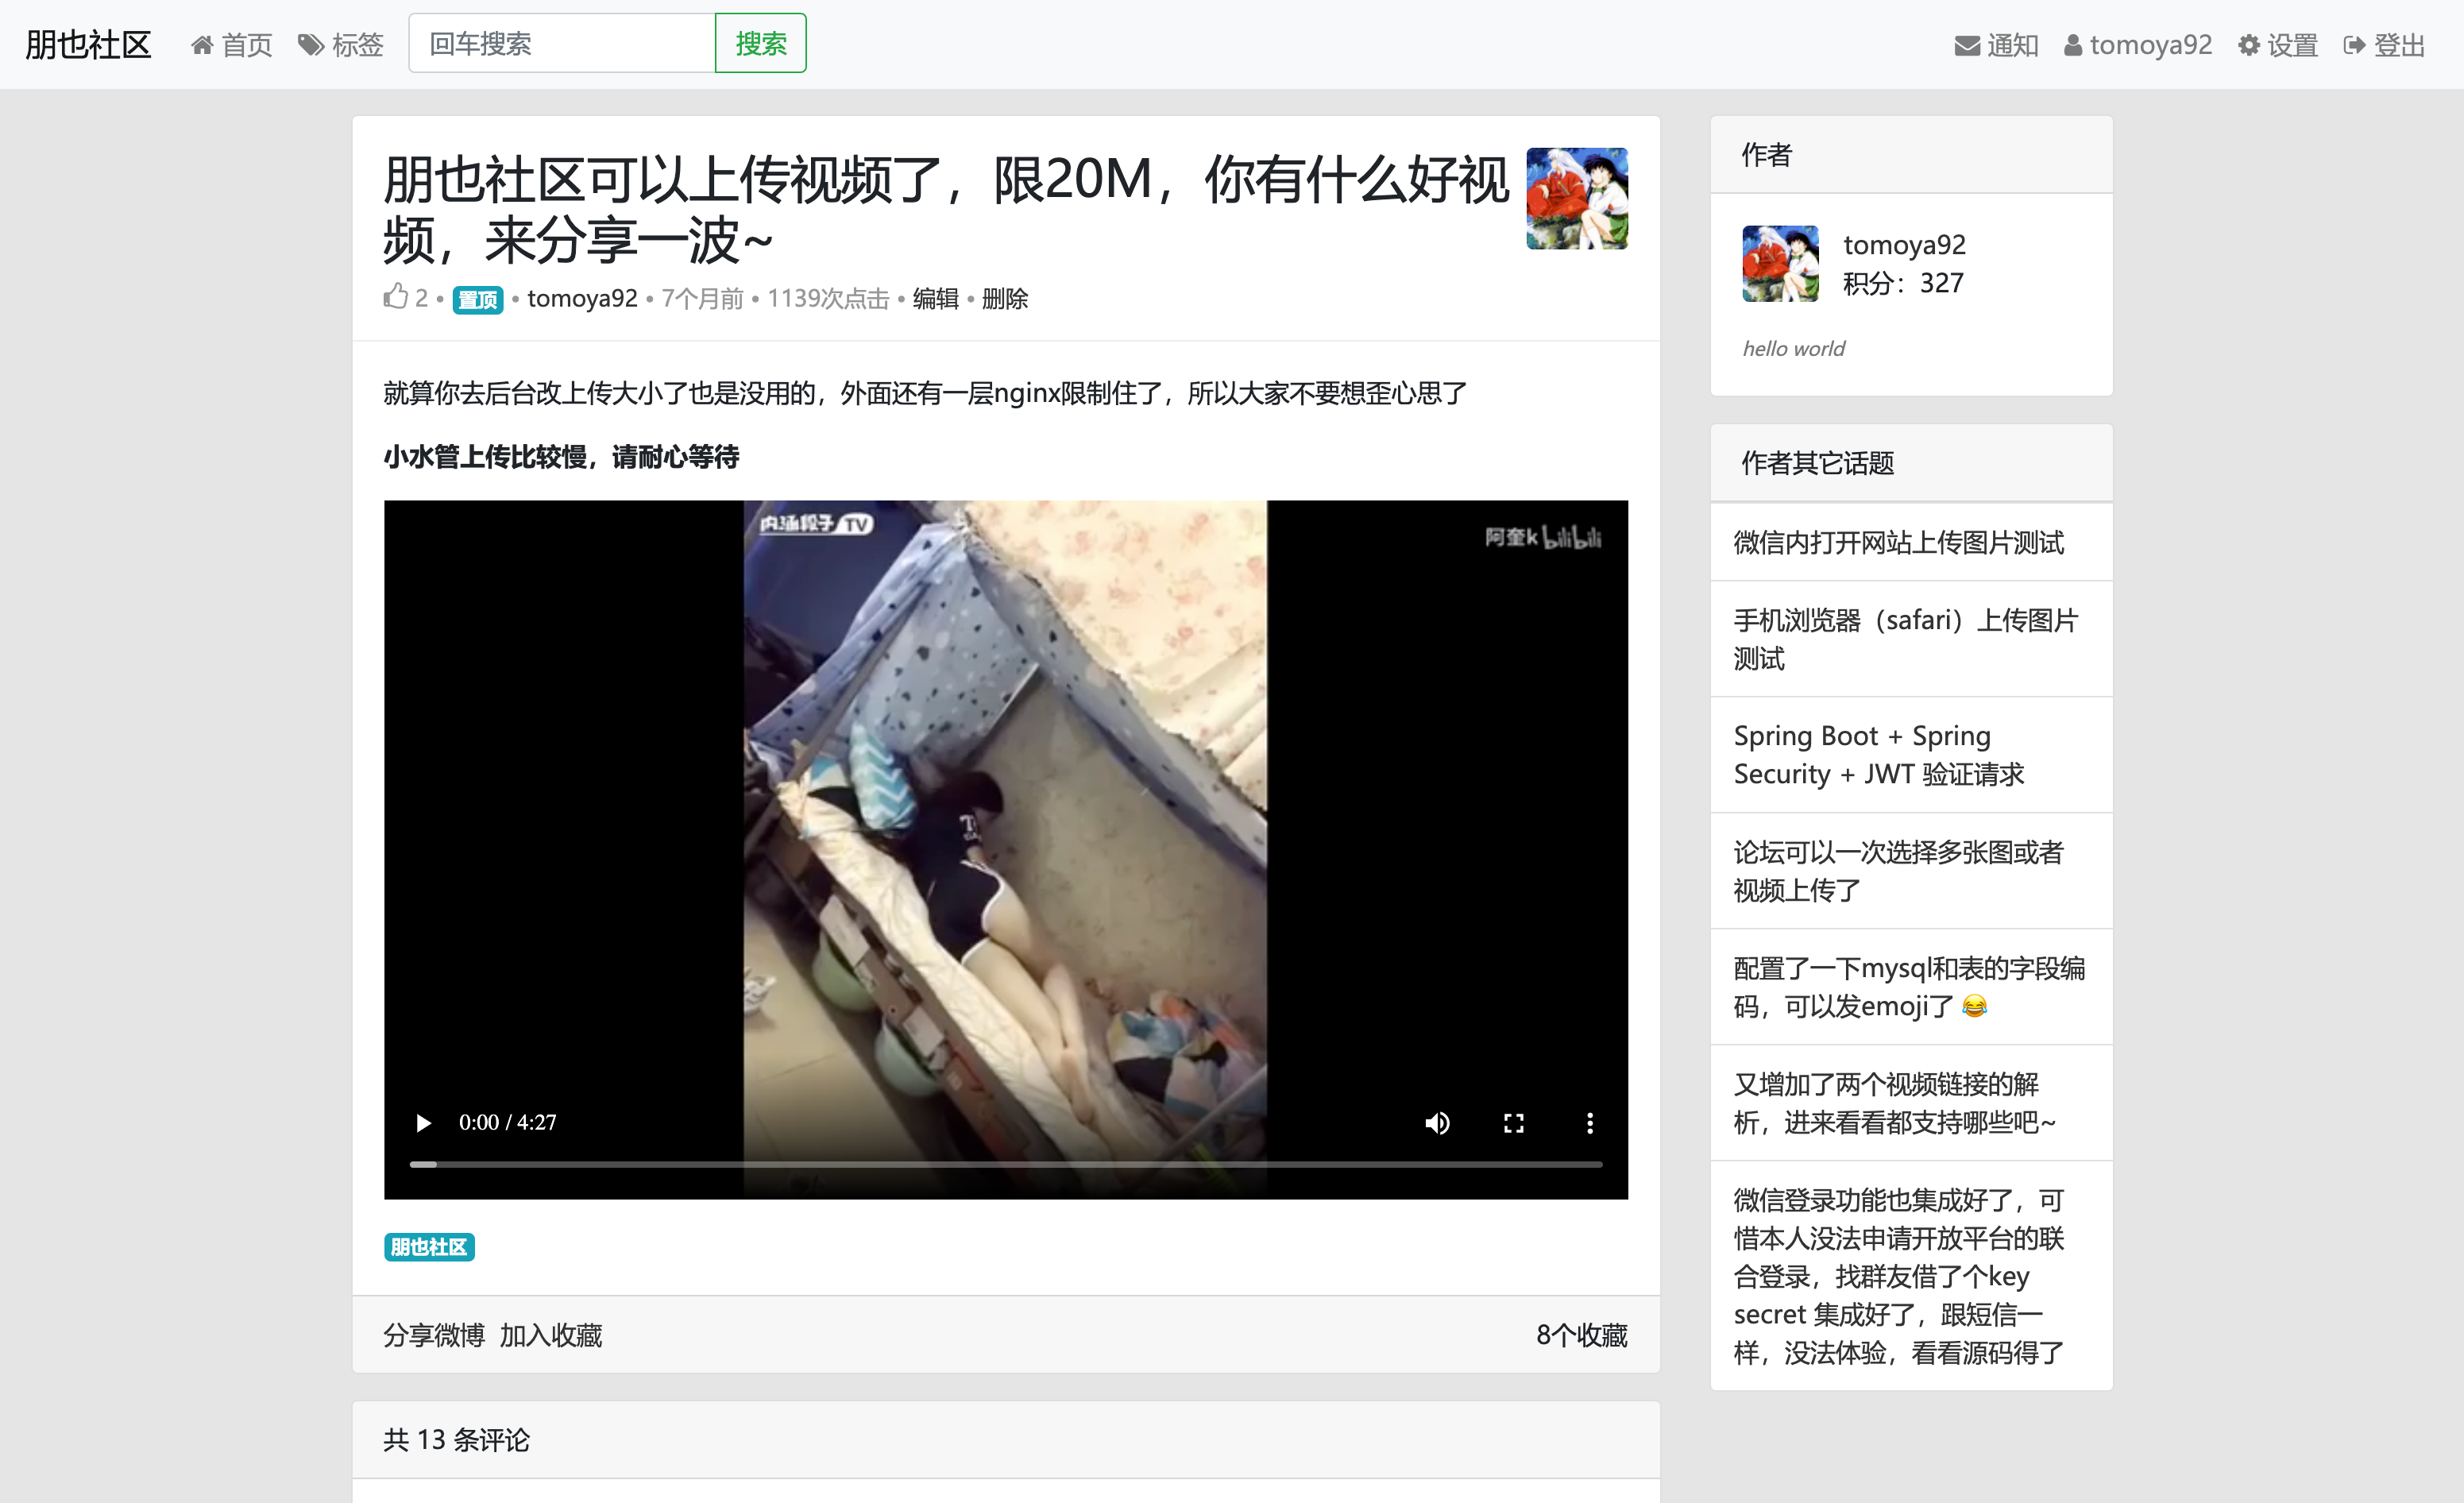 朋也社区 首页 标签 回车搜索 搜索 通知 tomoya92 设置 登出
朋也社区可以上传视频了，限20M，你有什么好视
频，来分享一波~
2 • 置顶 • tomoya92 • 7个月前 • 1139次点击 • 编辑 • 删除
就算你去后台改上传大小了也是没用的，外面还有一层nginx限制住了，所以大家不要想歪心思了
小水管上传比较慢，请耐心等待
内涵段子TV
阿奎k bilibili
0:00 / 4:27
朋也社区
分享微博 加入收藏 8个收藏
共 13 条评论
作者
tomoya92
积分：327
hello world
作者其它话题
微信内打开网站上传图片测试
手机浏览器（safari）上传图片
测试
Spring Boot + Spring
Security + JWT 验证请求
论坛可以一次选择多张图或者
视频上传了
配置了一下mysql和表的字段编
码，可以发emoji了 😂
又增加了两个视频链接的解
析，进来看看都支持哪些吧~
微信登录功能也集成好了，可
惜本人没法申请开放平台的联
合登录，找群友借了个key
secret 集成好了，跟短信一
样，没法体验，看看源码得了